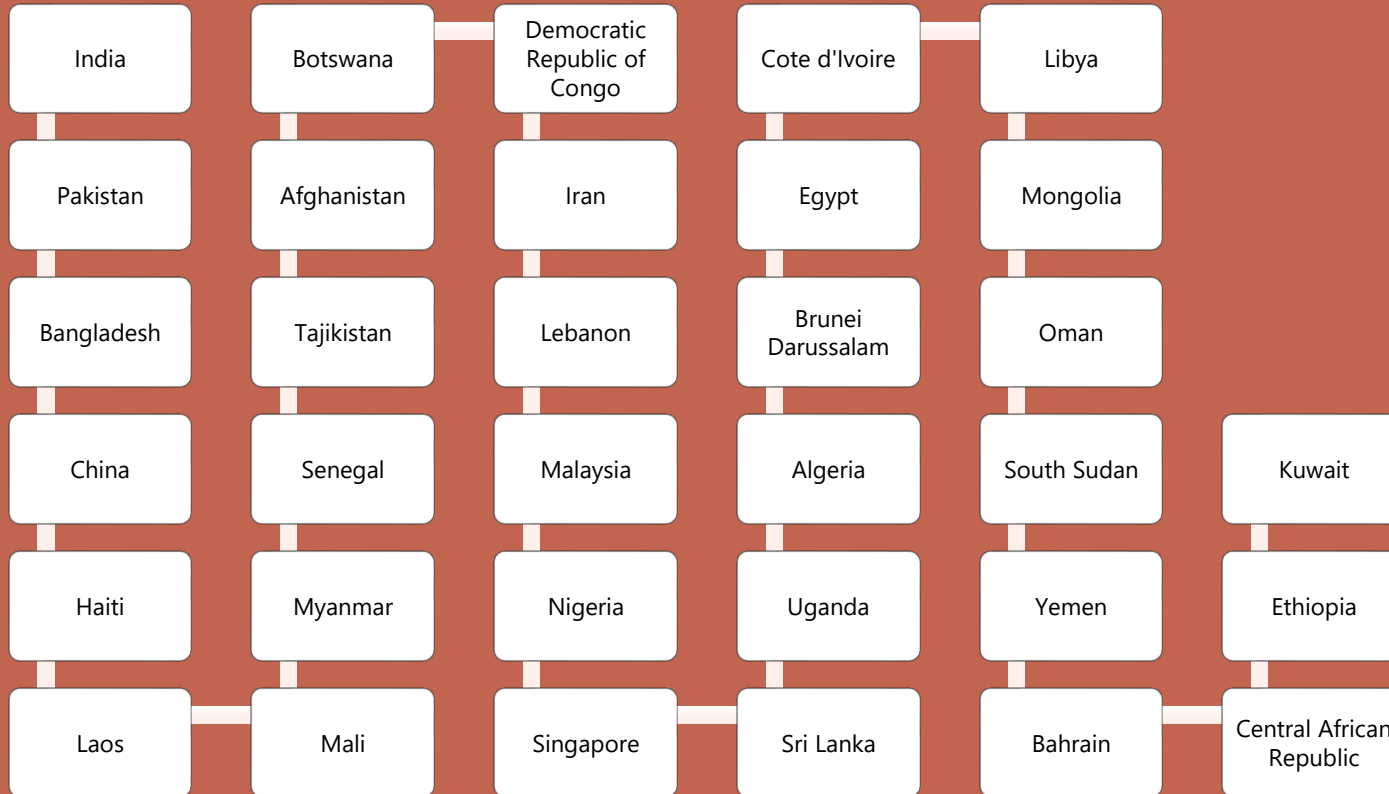 India
Pakistan
Bangladesh
China
Haiti
Laos
Mali
Myanmar
Senegal
Tajikistan
Afghanistan
Botswana
Democratic
Republic of
Congo
Iran
Lebanon
Malaysia
Nigeria
Singapore
Sri Lanka
Uganda
Algeria
Brunei
Darussalam
Egypt
Cote d'Ivoire
Libya
Mongolia
Oman
South Sudan
Yemen
Bahrain
Central African
Republic
Ethiopia
Kuwait